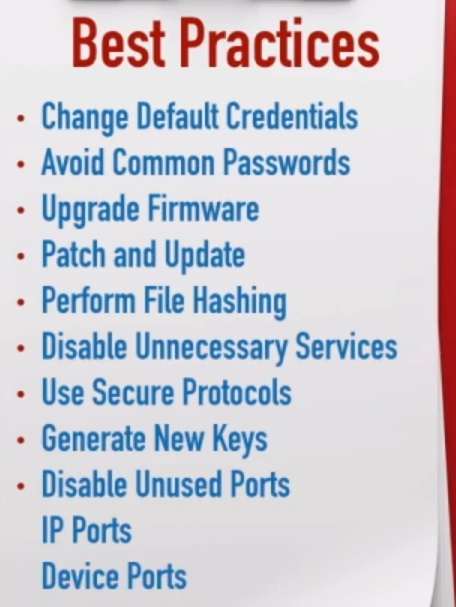 Best Practices
• Change Default Credentials
• Avoid Common Passwords
• Upgrade Firmware
• Patch and Update
• Perform File Hashing
• Disable Unnecessary Services
• Use Secure Protocols
• Generate New Keys
• Disable Unused Ports
IP Ports
Device Ports